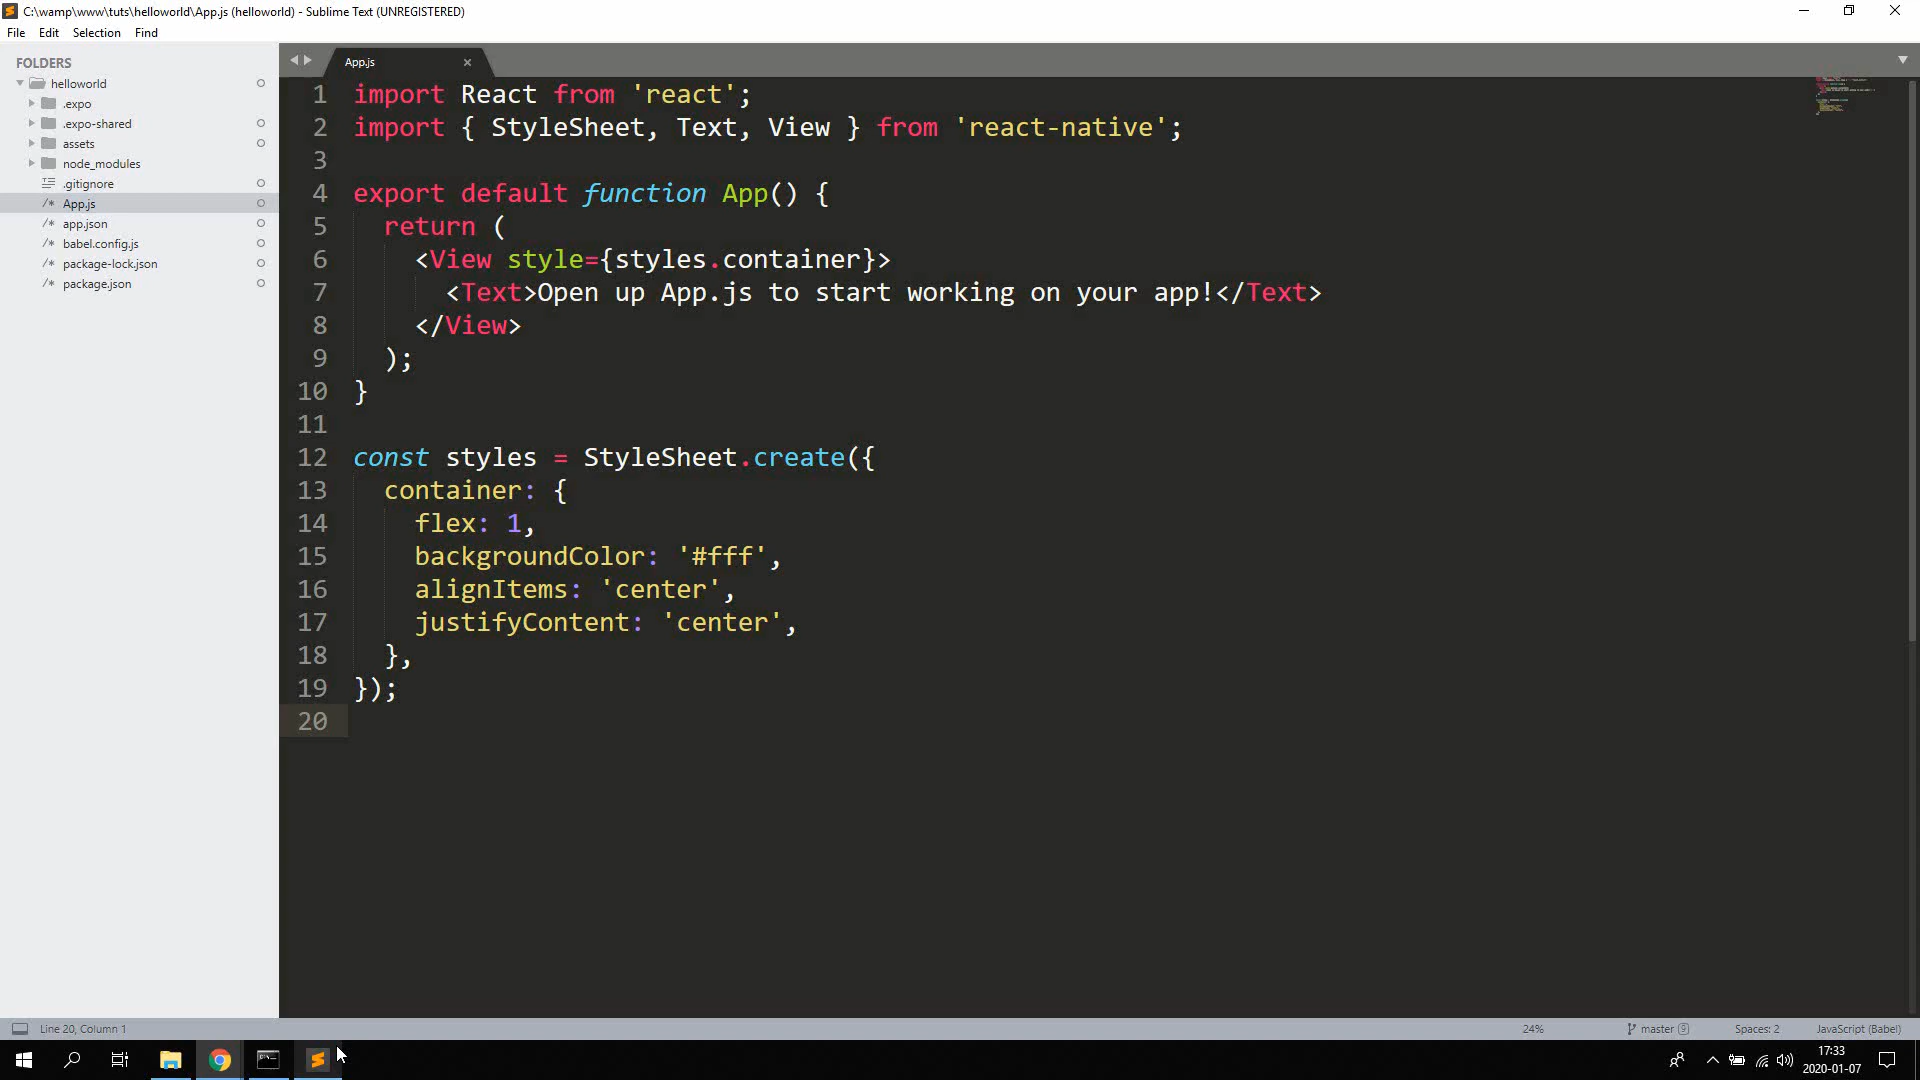 C:\wamp\www\tuts\helloworld\App.js (helloworld) - Sublime Text (UNREGISTERED)
File Edit Selection Find
FOLDERS
helloworld
.expo
.expo-shared
assets
node_modules
.gitignore
App.js
app.json
babel.config.js
package-lock.json
package.json
App.js
1 import React from 'react';
2 import { StyleSheet, Text, View } from 'react-native';
3
4 export default function App() {
5   return (
6     <View style={styles.container}>
7       <Text>Open up App.js to start working on your app!</Text>
8     </View>
9   );
10 }
11
12 const styles = StyleSheet.create({
13   container: {
14     flex: 1,
15     backgroundColor: '#fff',
16     alignItems: 'center',
17     justifyContent: 'center',
18   },
19 });
20
Line 20, Column 1
24% master 9 Spaces: 2 JavaScript (Babel)
17:33
2020-01-07